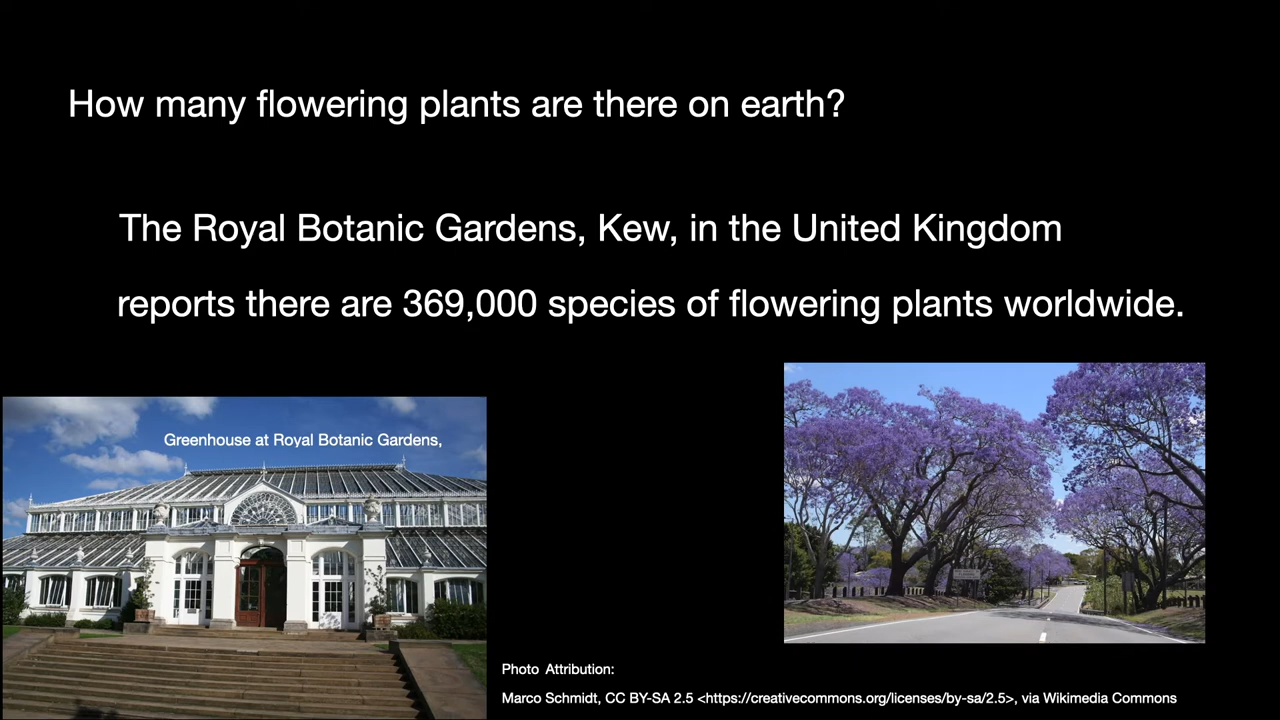 How many flowering plants are there on earth?
The Royal Botanic Gardens, Kew, in the United Kingdom
reports there are 369,000 species of flowering plants worldwide.
Greenhouse at Royal Botanic Gardens,
Photo Attribution:
Marco Schmidt, CC BY-SA 2.5 <https://creativecommons.org/licenses/by-sa/2.5>, via Wikimedia Commons